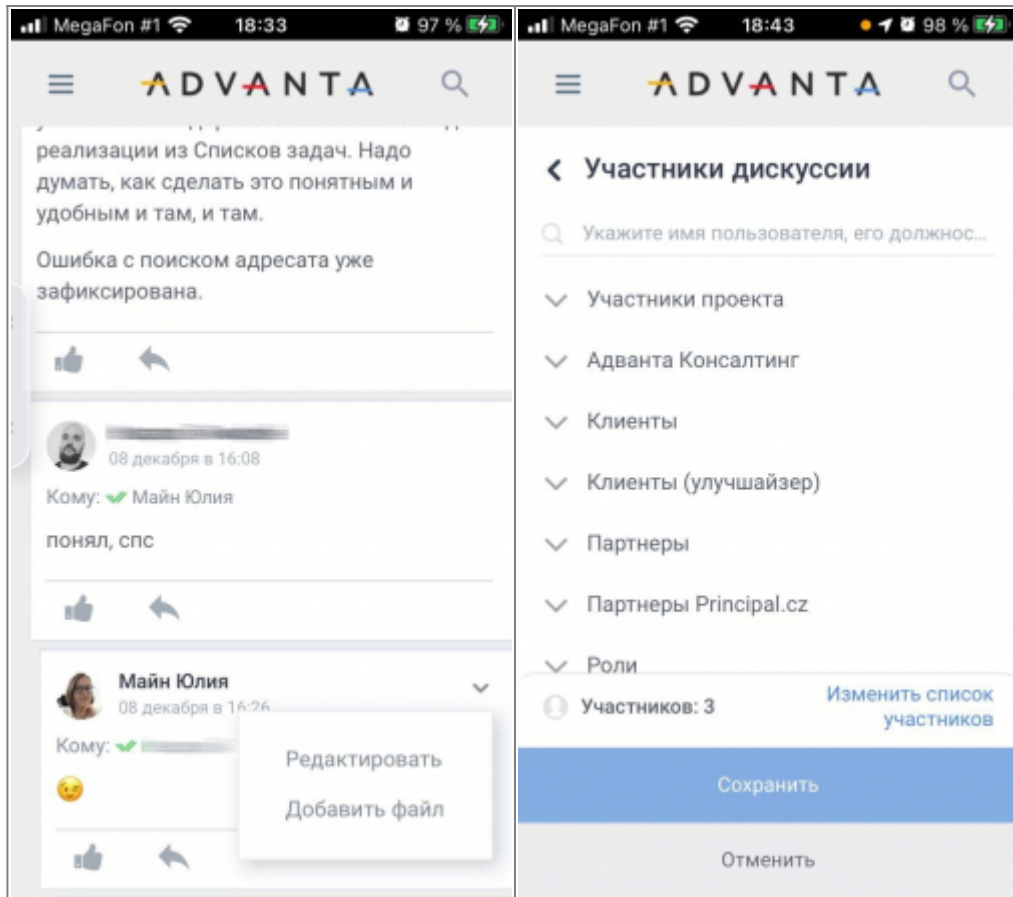 MegaFon #1 18:33 97 %
ADVANTA
реализации из Списков задач. Надо
думать, как сделать это понятным и
удобным и там, и там.
Ошибка с поиском адресата уже
зафиксирована.
08 декабря в 16:08
Кому: Майн Юлия
понял, спс
Майн Юлия
08 декабря в 16:26
Кому:
Редактировать
Добавить файл
MegaFon #1 18:43 98 %
ADVANTA
Участники дискуссии
Укажите имя пользователя, его должнос...
Участники проекта
Адванта Консалтинг
Клиенты
Клиенты (улучшайзер)
Партнеры
Партнеры Principal.cz
Роли
Участников: 3
Изменить список
участников
Сохранить
Отменить